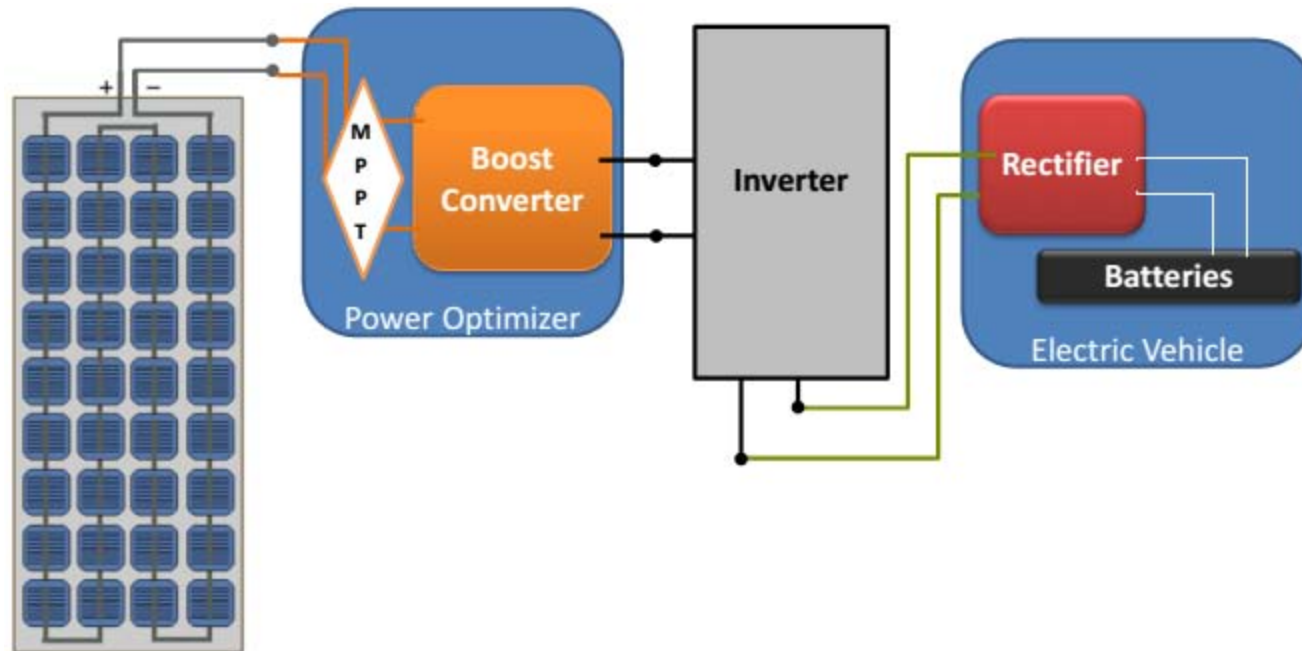 + −
M
P
P
T
Boost
Converter
Power Optimizer
Inverter
Rectifier
Batteries
Electric Vehicle